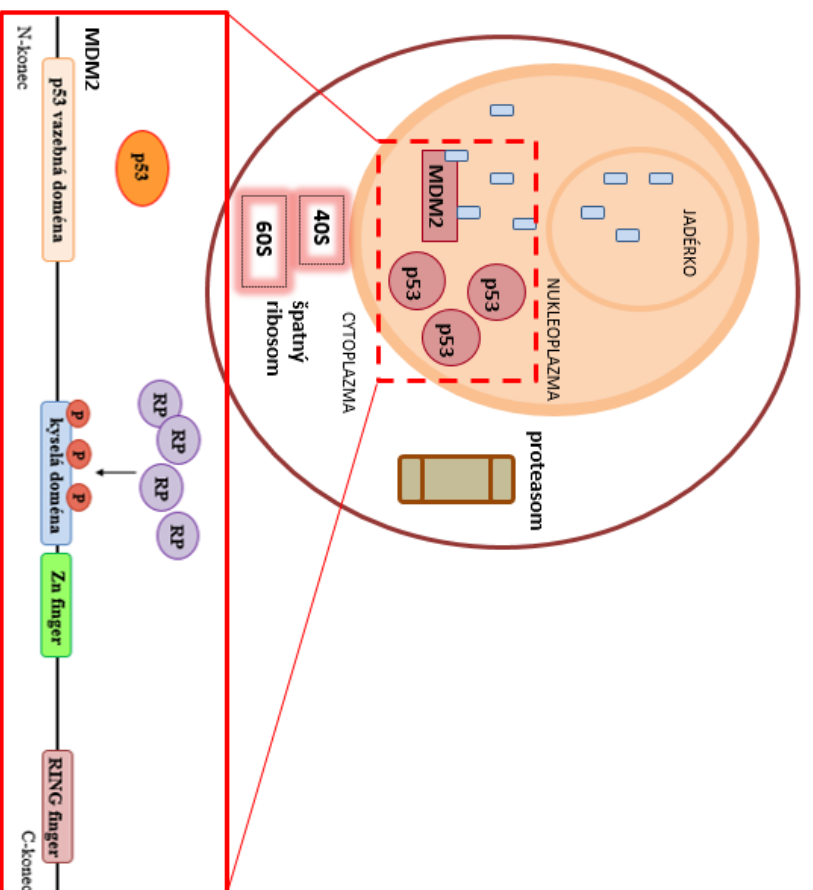 JADÉRKO
NUKLEOPLAZMA
proteasom
MDM2
p53
p53
p53
CYTOPLAZMA
40S
60S
špatný
ribosom
MDM2
p53
RP
RP
RP
RP
P
P
P
N-konec
p53 vazebná doména
kyselá doména
Zn finger
RING finger
C-konec